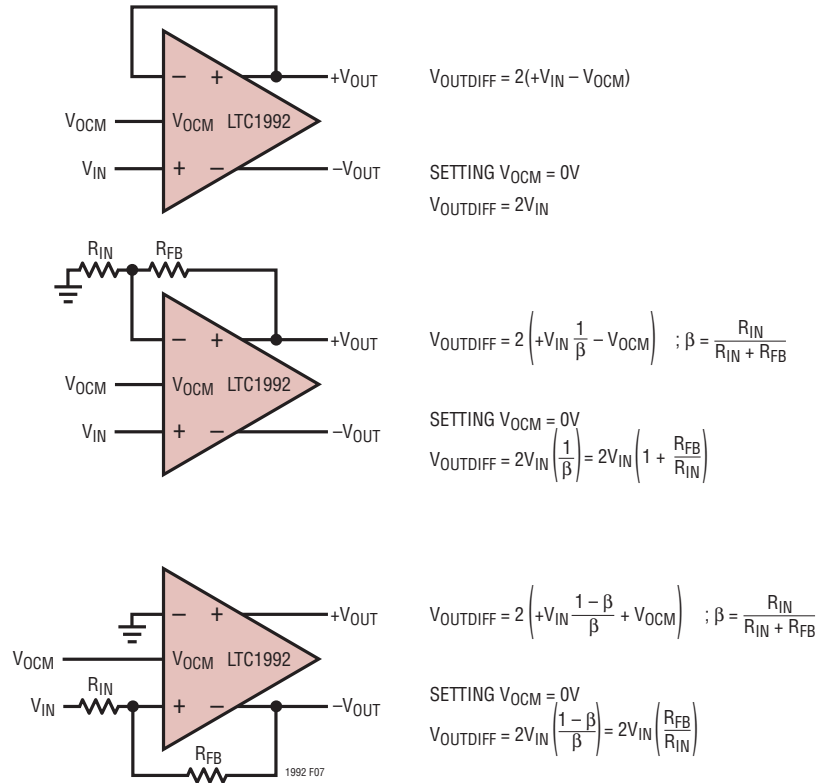 − + +VOUT
VOCM VOCM LTC1992
VIN + − −VOUT
VOUTDIFF = 2(+VIN – VOCM)
SETTING VOCM = 0V
VOUTDIFF = 2VIN
RIN RFB
− + +VOUT
VOCM VOCM LTC1992
VIN + − −VOUT
VOUTDIFF = 2 (+VIN 1/β – VOCM) ; β = RIN/(RIN + RFB)
SETTING VOCM = 0V
VOUTDIFF = 2VIN (1/β) = 2VIN (1 + RFB/RIN)
− + +VOUT
VOCM VOCM LTC1992
VIN RIN + − −VOUT
RFB
1992 F07
VOUTDIFF = 2 (+VIN (1 – β)/β + VOCM) ; β = RIN/(RIN + RFB)
SETTING VOCM = 0V
VOUTDIFF = 2VIN ((1 – β)/β) = 2VIN (RFB/RIN)